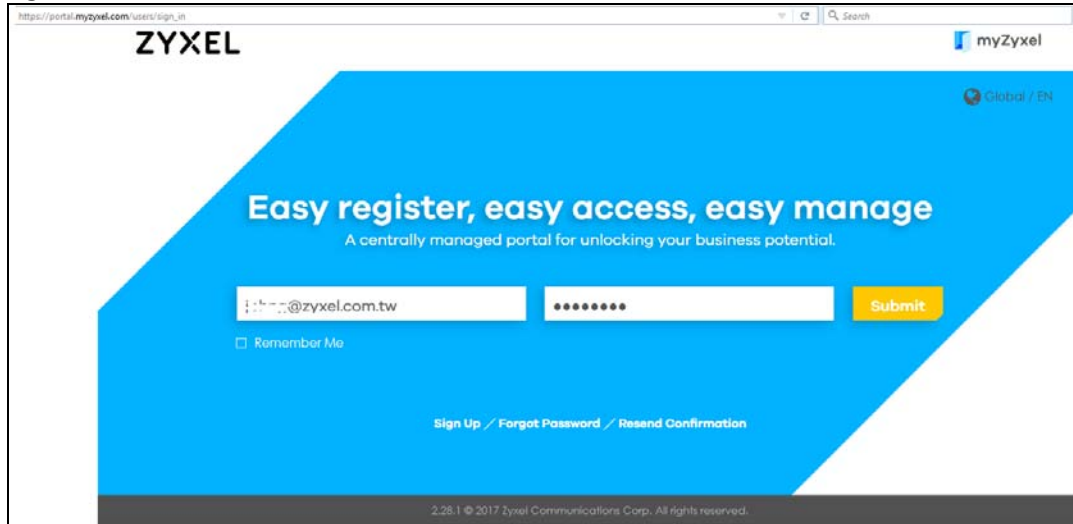 https://portal.myzyxel.com/users/sign_in
Search
ZYXEL
myZyxel
Global / EN
Easy register, easy access, easy manage
A centrally managed portal for unlocking your business potential.
@zyxel.com.tw
••••••••
Submit
Remember Me
Sign Up / Forgot Password / Resend Confirmation
2.28.1 © 2017 Zyxel Communications Corp. All rights reserved.